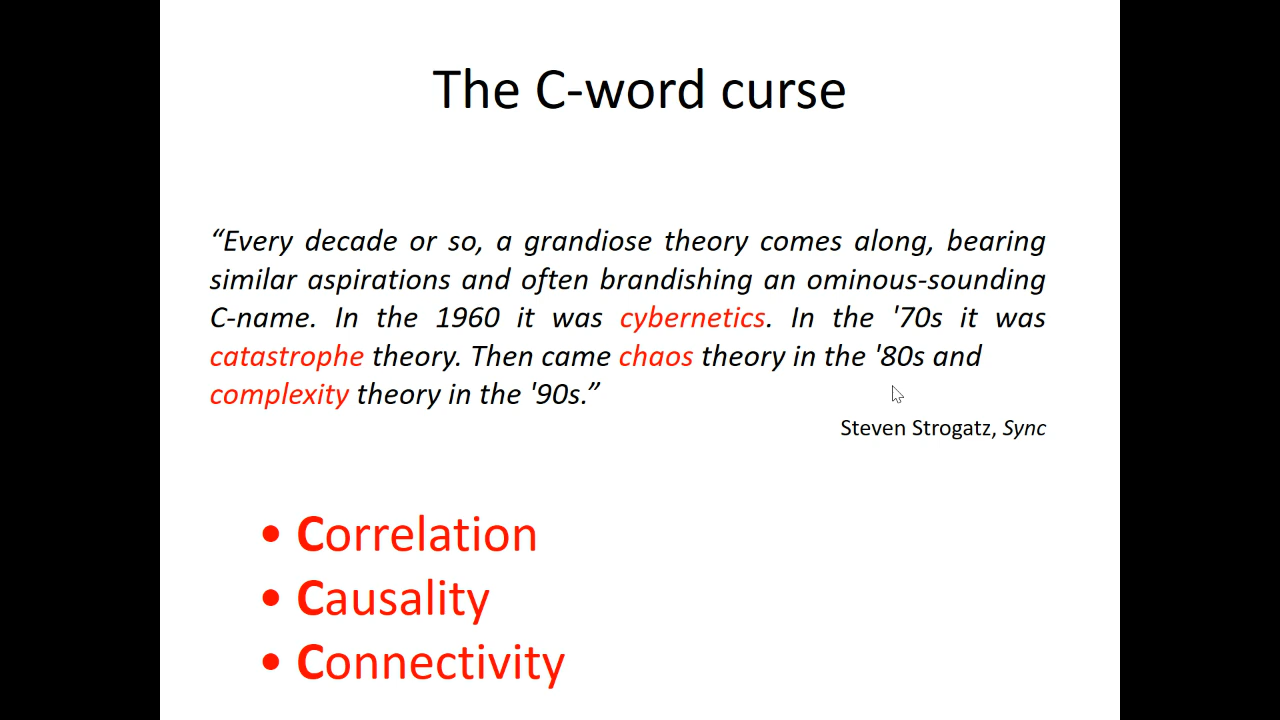 The C-word curse
“Every decade or so, a grandiose theory comes along, bearing
similar aspirations and often brandishing an ominous-sounding
C-name. In the 1960 it was cybernetics. In the '70s it was
catastrophe theory. Then came chaos theory in the '80s and
complexity theory in the '90s.”
Steven Strogatz, Sync
• Correlation
• Causality
• Connectivity